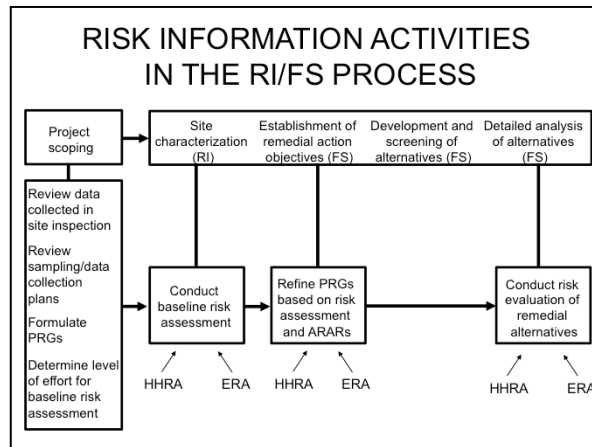 RISK INFORMATION ACTIVITIES
IN THE RI/FS PROCESS
Project
scoping
Site
characterization
(RI)
Establishment of
remedial action
objectives (FS)
Development and
screening of
alternatives (FS)
Detailed analysis
of alternatives
(FS)
Review data
collected in
site inspection
Review
sampling/data
collection
plans
Formulate
PRGs
Determine level
of effort for
baseline risk
assessment
Conduct
baseline risk
assessment
Refine PRGs
based on risk
assessment
and ARARs
Conduct risk
evaluation of
remedial
alternatives
HHRA
ERA
HHRA
ERA
HHRA
ERA